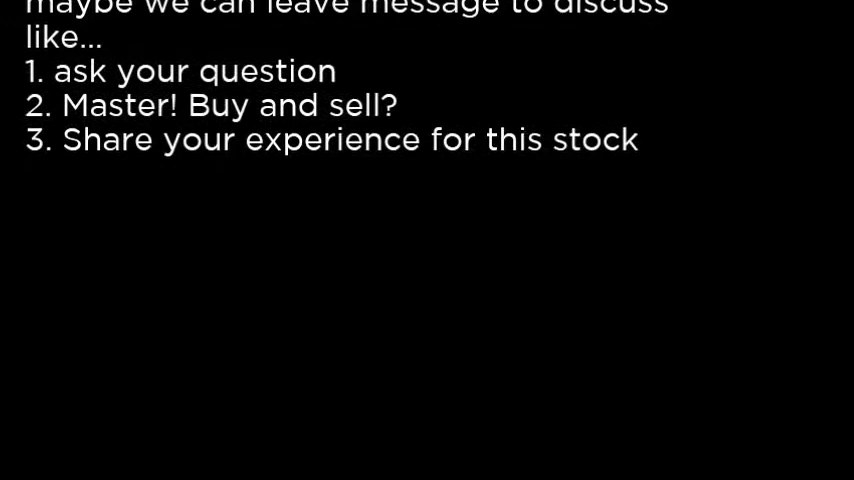 maybe we can leave message to discuss
like...
1. ask your question
2. Master! Buy and sell?
3. Share your experience for this stock